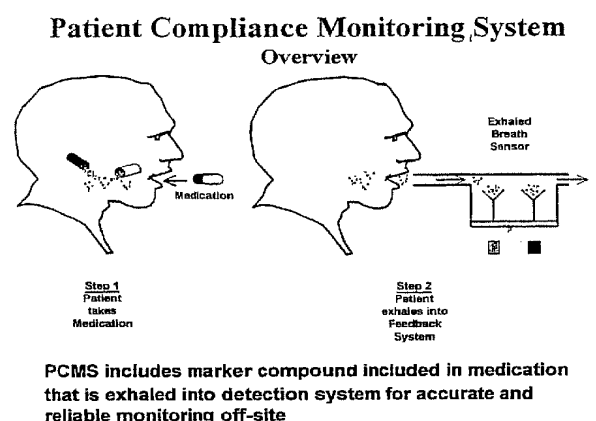 Patient Compliance Monitoring System
Overview
Exhaled
Breath
Sensor
Medication
Step 1
Patient
takes
Medication
Step 2
Patient
exhales into
Feedback
System
PCMS includes marker compound included in medication
that is exhaled into detection system for accurate and
reliable monitoring off-site